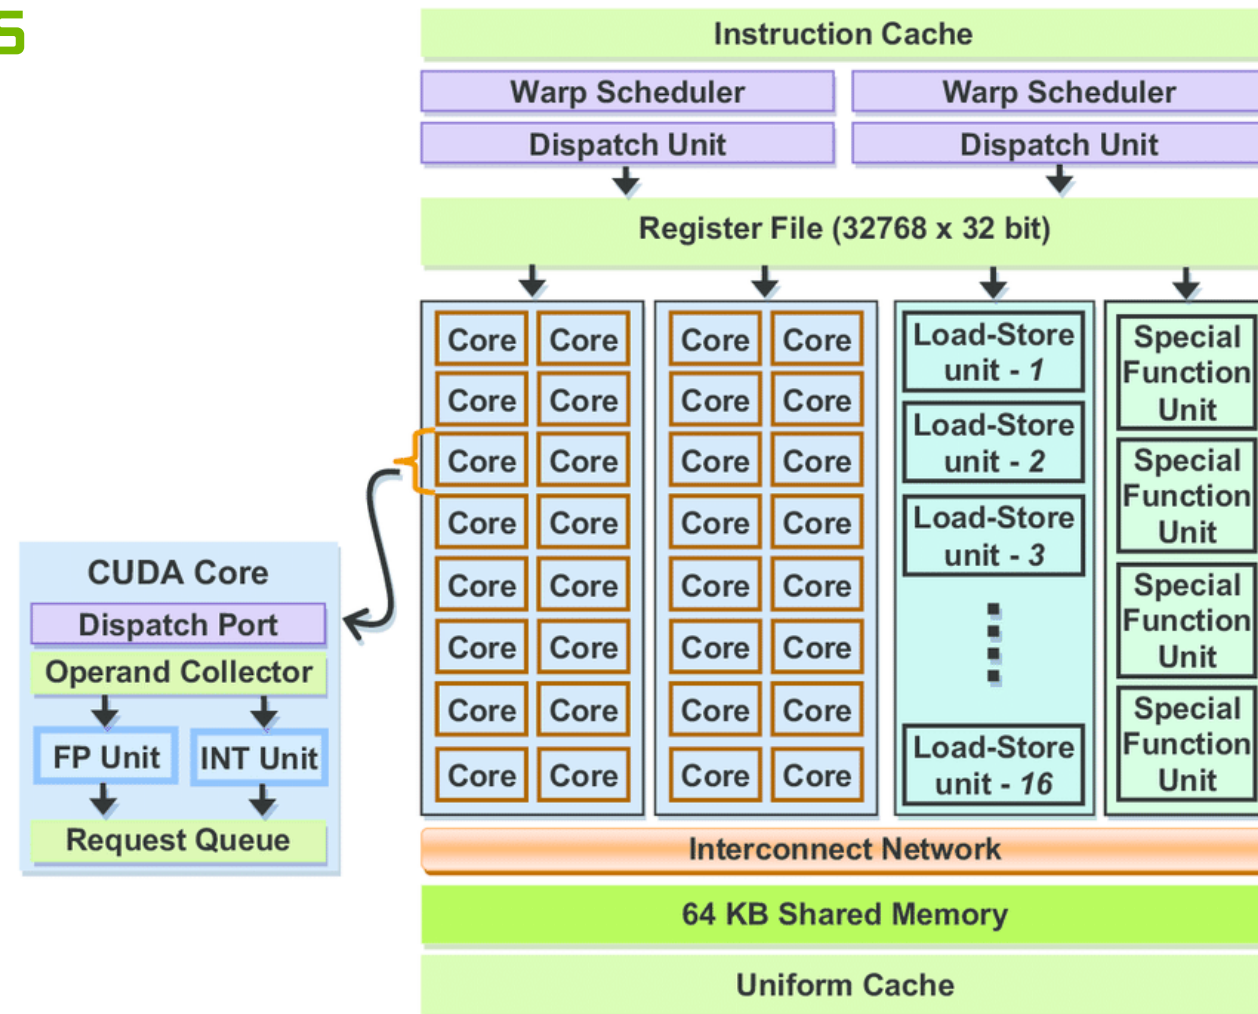 s
Instruction Cache
Warp Scheduler
Warp Scheduler
Dispatch Unit
Dispatch Unit
Register File (32768 x 32 bit)
Core Core Core Core
Core Core Core Core
Core Core Core Core
Core Core Core Core
Core Core Core Core
Core Core Core Core
Core Core Core Core
Core Core Core Core
Load-Store
unit - 1
Load-Store
unit - 2
Load-Store
unit - 3
Load-Store
unit - 16
Special
Function
Unit
Special
Function
Unit
Special
Function
Unit
Special
Function
Unit
CUDA Core
Dispatch Port
Operand Collector
FP Unit
INT Unit
Request Queue
Interconnect Network
64 KB Shared Memory
Uniform Cache